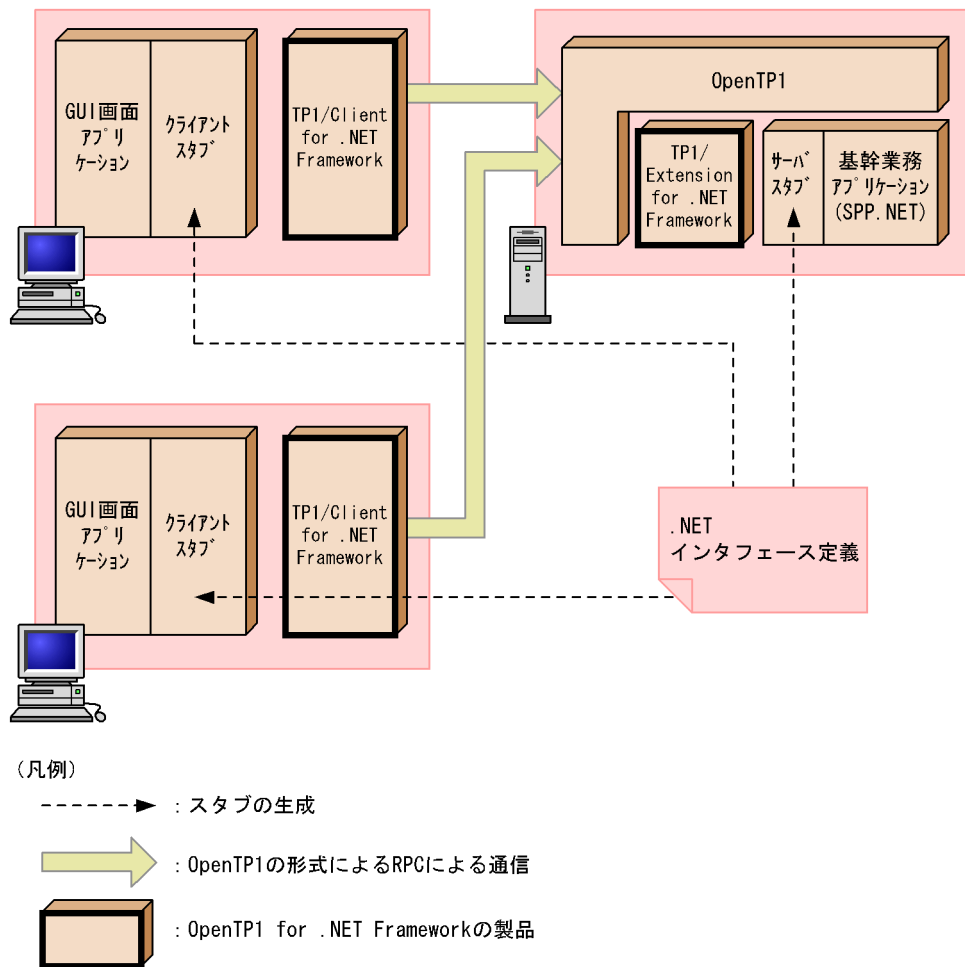 GUI画面
ｱﾌﾟﾘ
ｹｰｼｮﾝ
ｸﾗｲｱﾝﾄ
ｽﾀﾌﾞ
TP1/Client
for .NET
Framework
OpenTP1
TP1/
Extension
for .NET
Framework
ｻｰﾊﾞ
ｽﾀﾌﾞ
基幹業務
ｱﾌﾟﾘｹｰｼｮﾝ
(SPP.NET)
GUI画面
ｱﾌﾟﾘ
ｹｰｼｮﾝ
ｸﾗｲｱﾝﾄ
ｽﾀﾌﾞ
TP1/Client
for .NET
Framework
.NET
インタフェース定義
(凡例)
：スタブの生成
：OpenTP1の形式によるRPCによる通信
：OpenTP1 for .NET Frameworkの製品